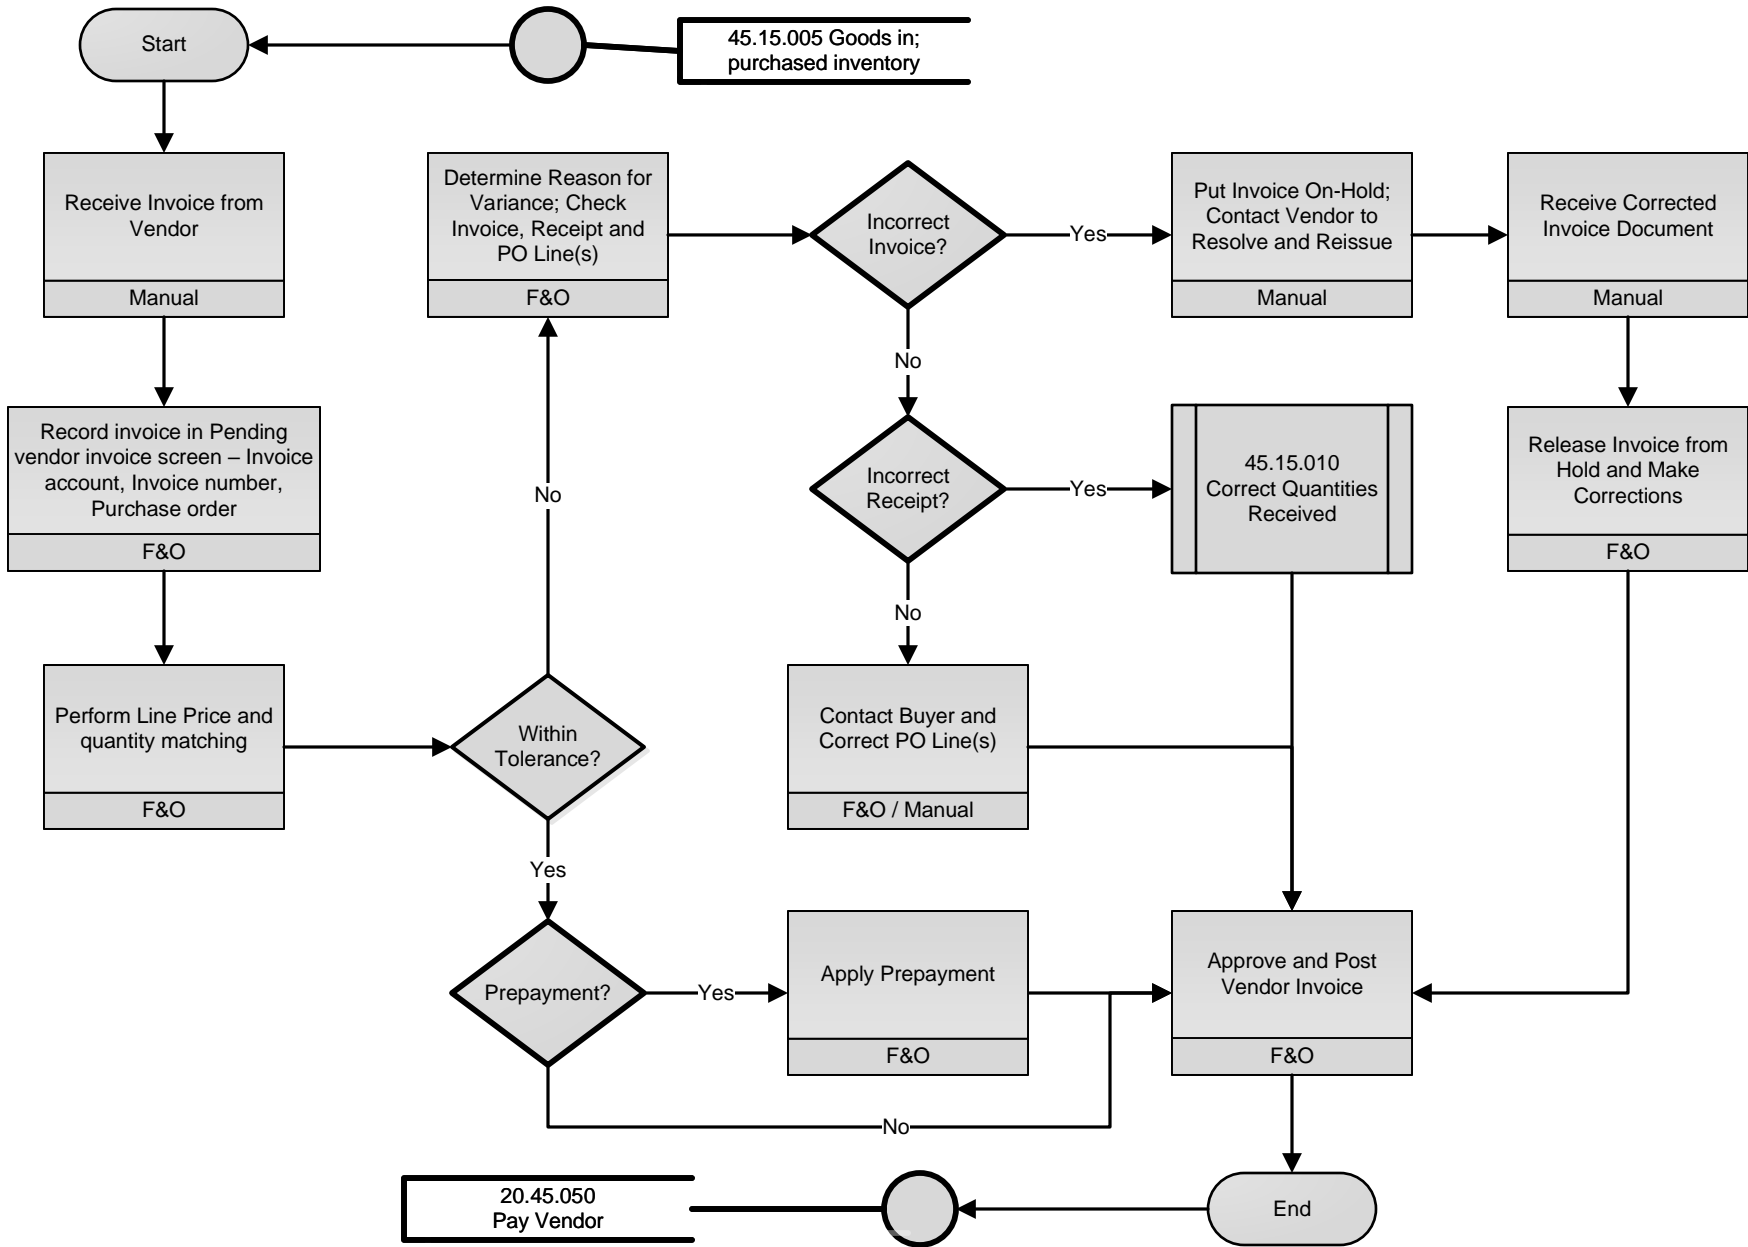 Start
45.15.005 Goods in;
purchased inventory
Receive Invoice from
Vendor
Manual
Determine Reason for
Variance; Check
Invoice, Receipt and
PO Line(s)
F&O
Incorrect
Invoice?
Yes
Put Invoice On-Hold;
Contact Vendor to
Resolve and Reissue
Manual
Receive Corrected
Invoice Document
Manual
No
Record invoice in Pending
vendor invoice screen – Invoice
account, Invoice number,
Purchase order
F&O
No
Incorrect
Receipt?
Yes
45.15.010
Correct Quantities
Received
Release Invoice from
Hold and Make
Corrections
F&O
No
Perform Line Price and
quantity matching
F&O
Within
Tolerance?
Contact Buyer and
Correct PO Line(s)
F&O / Manual
Yes
Prepayment?
Yes
Apply Prepayment
F&O
Approve and Post
Vendor Invoice
F&O
No
20.45.050
Pay Vendor
End